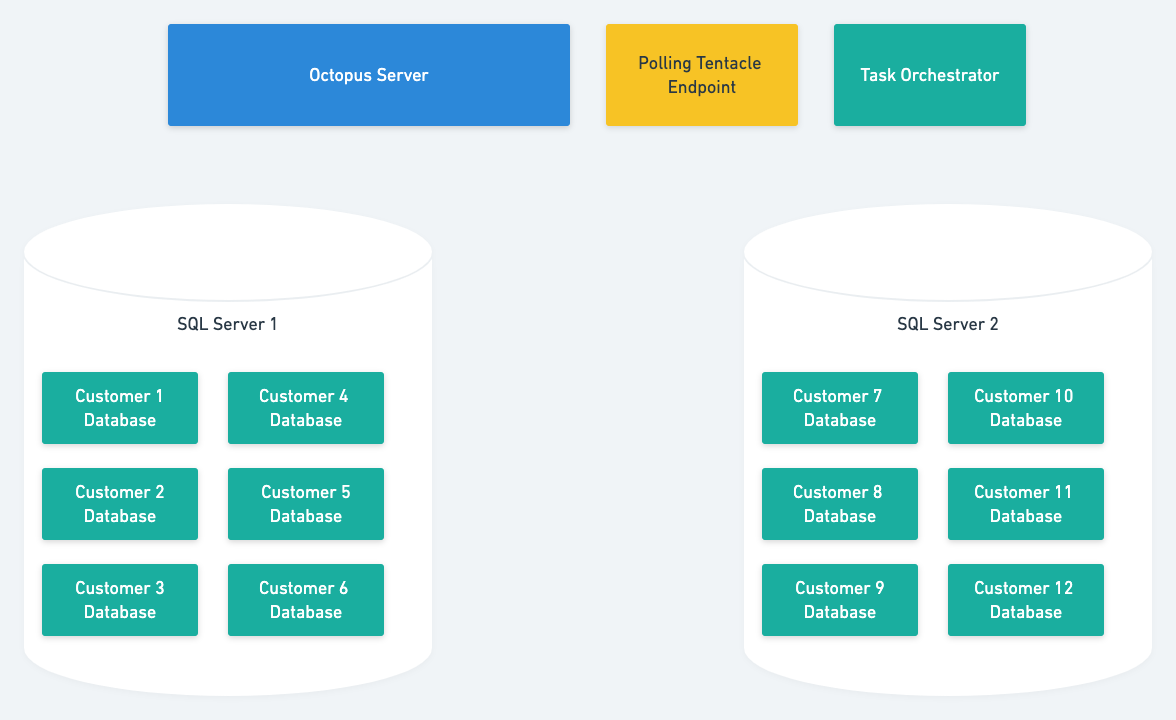 Octopus Server
Polling Tentacle
Endpoint
Task Orchestrator
SQL Server 1
Customer 1
Database
Customer 4
Database
Customer 2
Database
Customer 5
Database
Customer 3
Database
Customer 6
Database
SQL Server 2
Customer 7
Database
Customer 10
Database
Customer 8
Database
Customer 11
Database
Customer 9
Database
Customer 12
Database